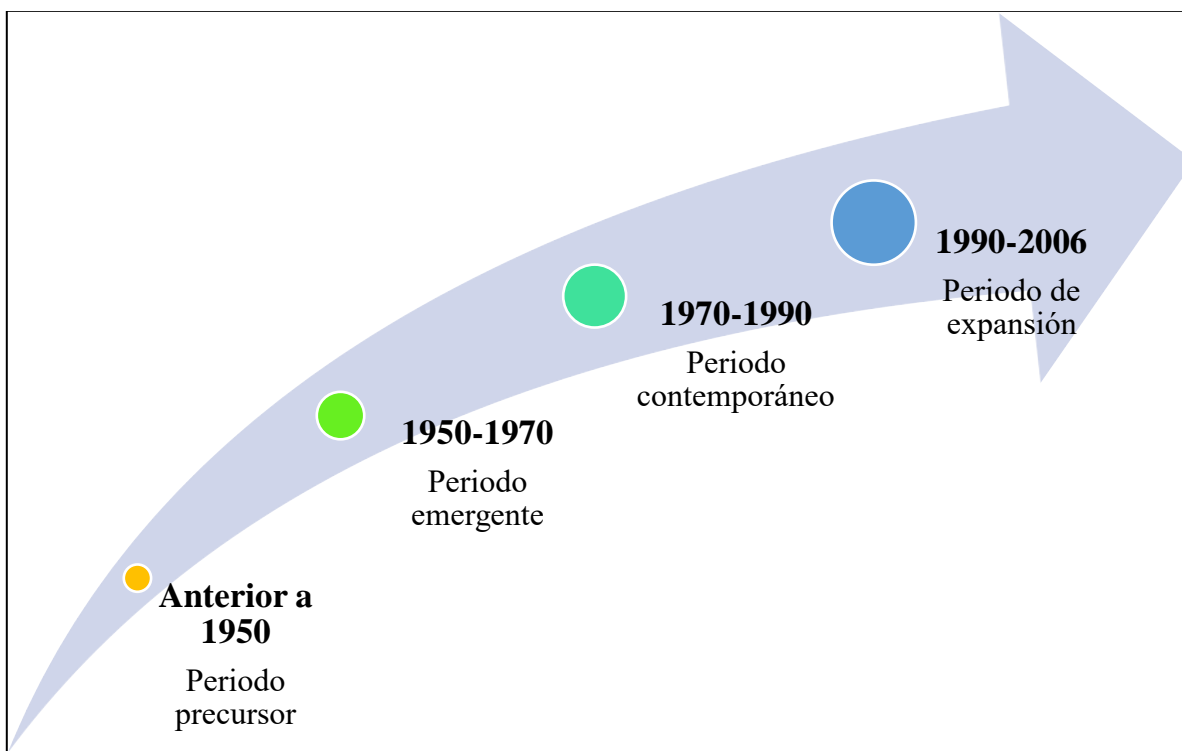 Anterior a
1950
Periodo
precursor
1950-1970
Periodo
emergente
1970-1990
Periodo
contemporáneo
1990-2006
Periodo de
expansión